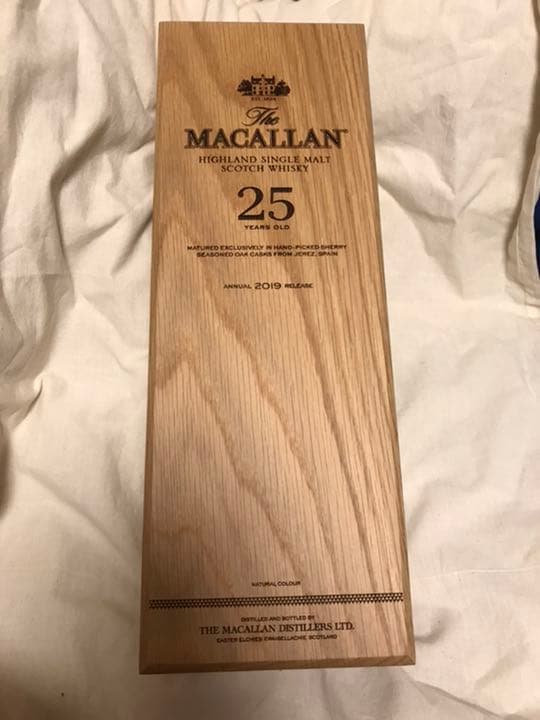 EST. 1824
The
MACALLAN
HIGHLAND SINGLE MALT
SCOTCH WHISKY
25
YEARS OLD
MATURED EXCLUSIVELY IN HAND-PICKED SHERRY
SEASONED OAK CASKS FROM JEREZ, SPAIN
ANNUAL 2019 RELEASE
NATURAL COLOUR
DISTILLED AND BOTTLED BY
THE MACALLAN DISTILLERS LTD.
EASTER ELCHIES CRAIGELLACHIE, SCOTLAND